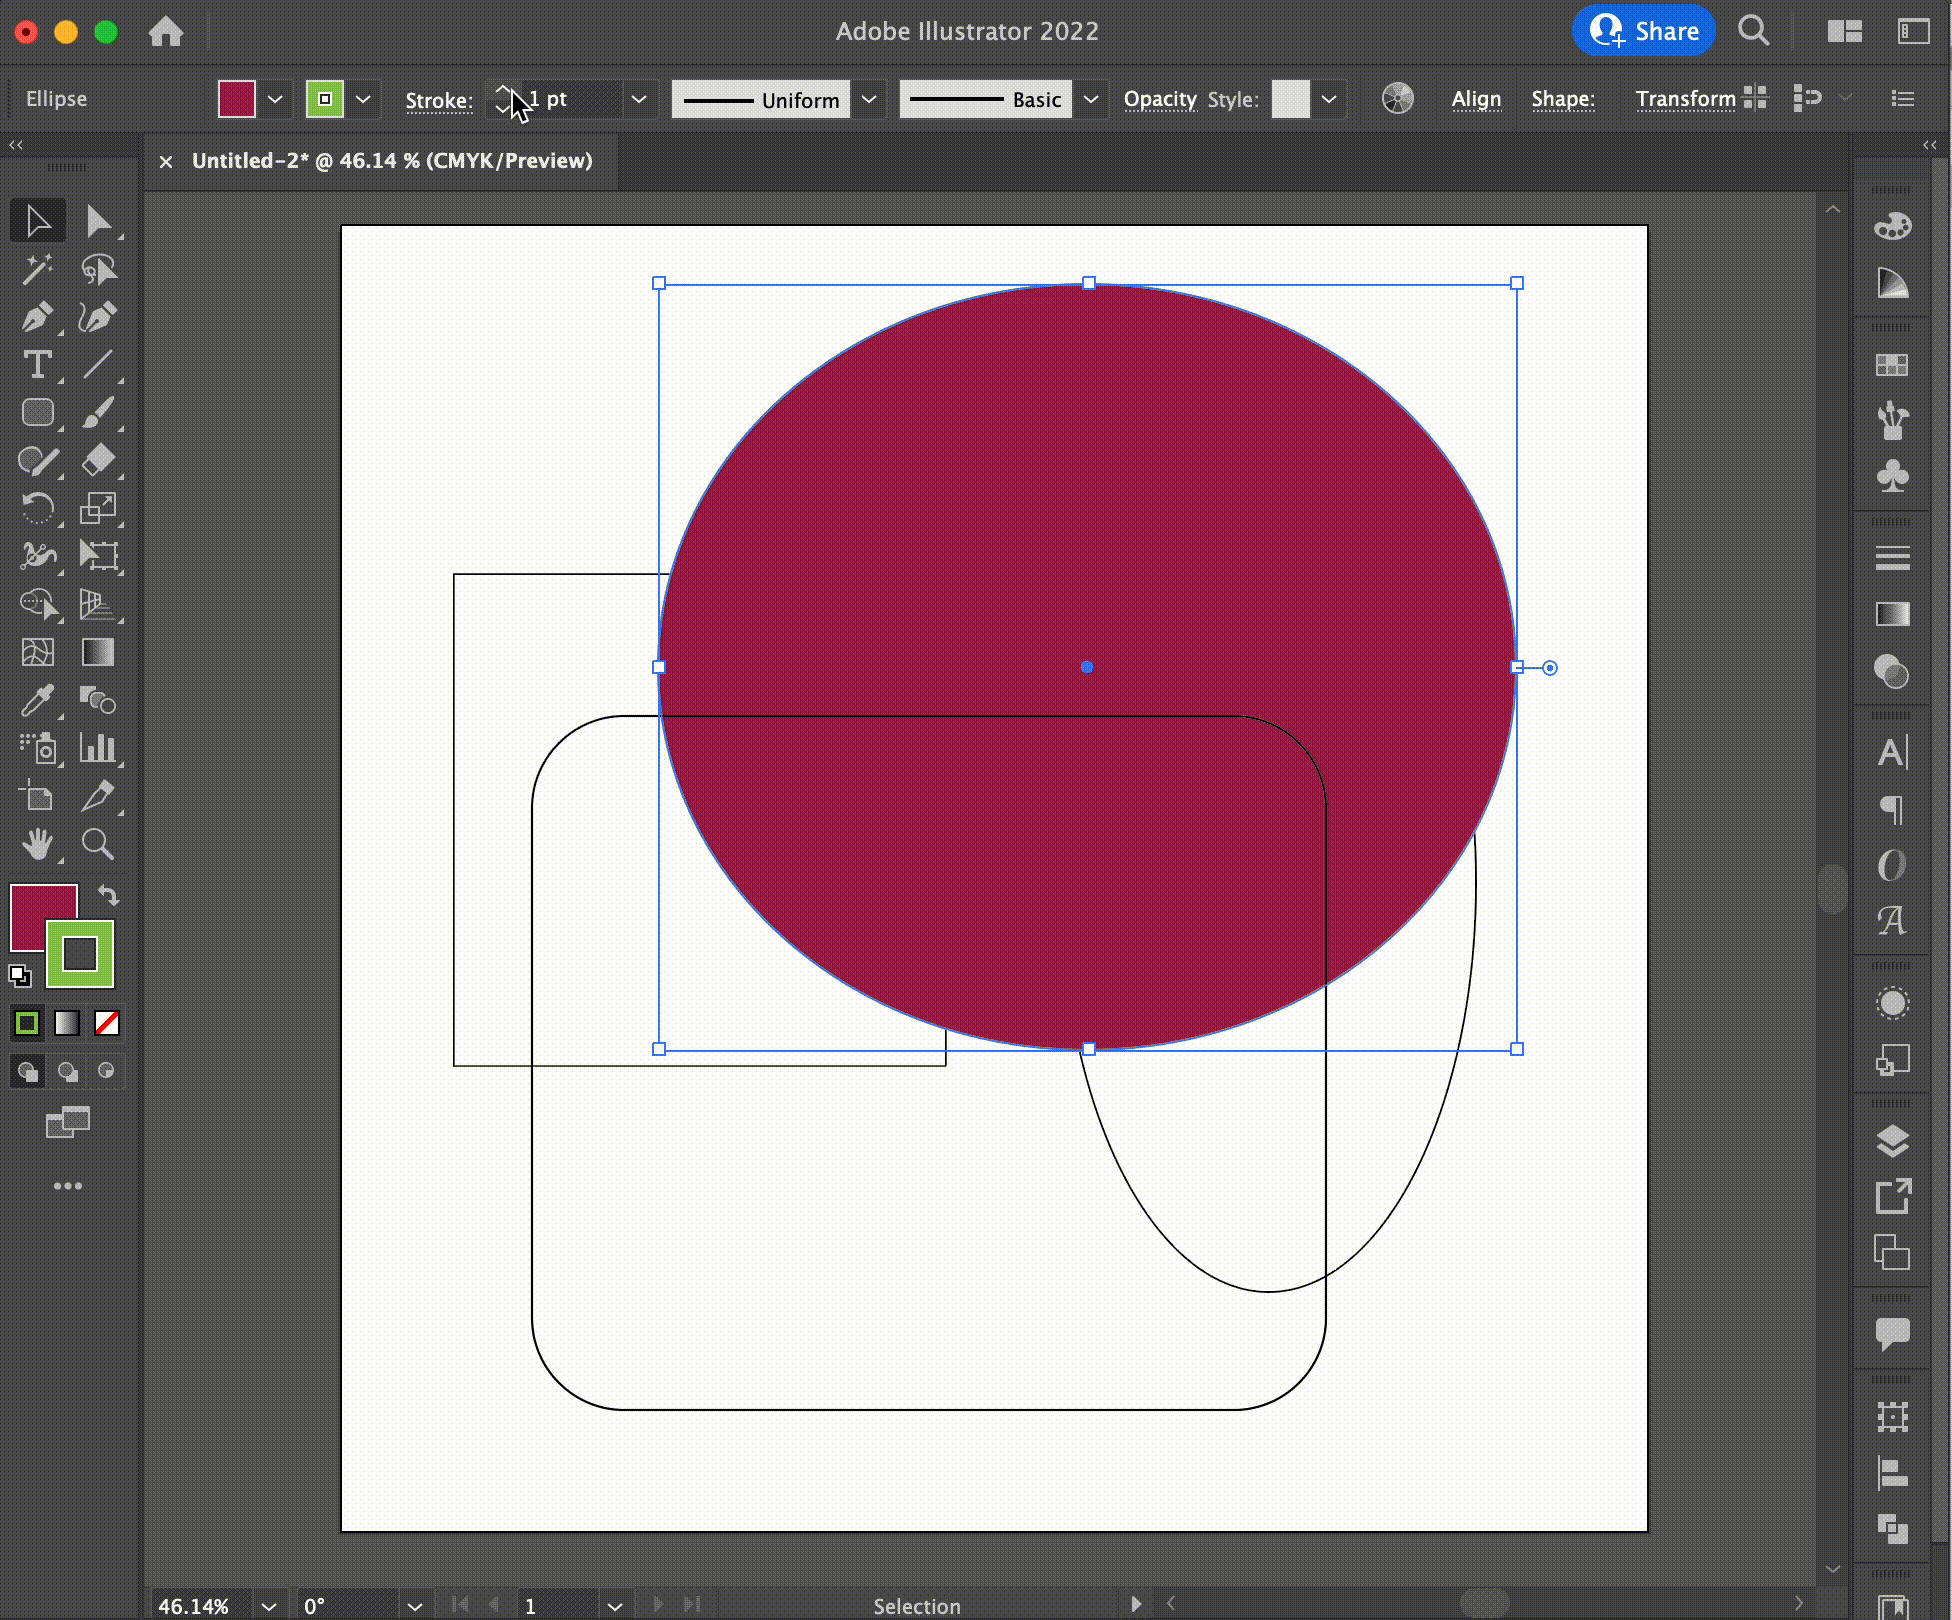 Adobe Illustrator 2022
Share
Ellipse
Stroke:
1 pt
Uniform
Basic
Opacity
Style:
Align
Shape:
Transform
× Untitled-2* @ 46.14 % (CMYK/Preview)
46.14%
0°
1
Selection